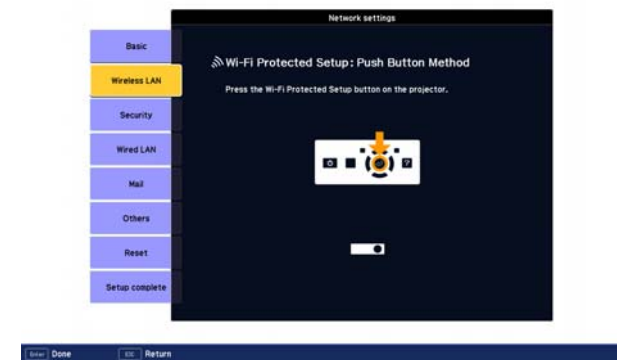 Network settings
Basic
Wireless LAN
Security
Wired LAN
Mail
Others
Reset
Setup complete
Wi-Fi Protected Setup: Push Button Method
Press the Wi-Fi Protected Setup button on the projector.
?
Enter Done
ESC Return